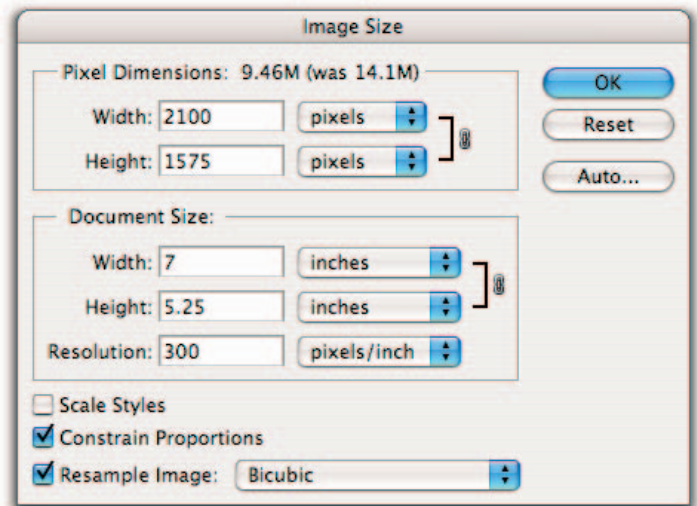 Image Size
Pixel Dimensions: 9.46M (was 14.1M)
Width: 2100 pixels
Height: 1575 pixels
Document Size:
Width: 7 inches
Height: 5.25 inches
Resolution: 300 pixels/inch
Scale Styles
Constrain Proportions
Resample Image: Bicubic
OK
Reset
Auto...